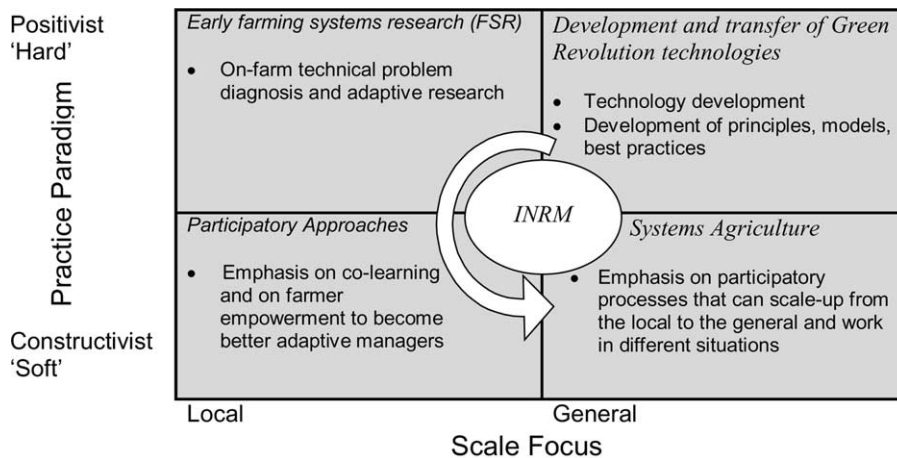 Positivist
'Hard'
Practice Paradigm
Constructivist
'Soft'
Early farming systems research (FSR)
• On-farm technical problem
diagnosis and adaptive research
Development and transfer of Green
Revolution technologies
• Technology development
• Development of principles, models,
best practices
INRM
Participatory Approaches
• Emphasis on co-learning
and on farmer
empowerment to become
better adaptive managers
Systems Agriculture
• Emphasis on participatory
processes that can scale-up from
the local to the general and work
in different situations
Local
General
Scale Focus